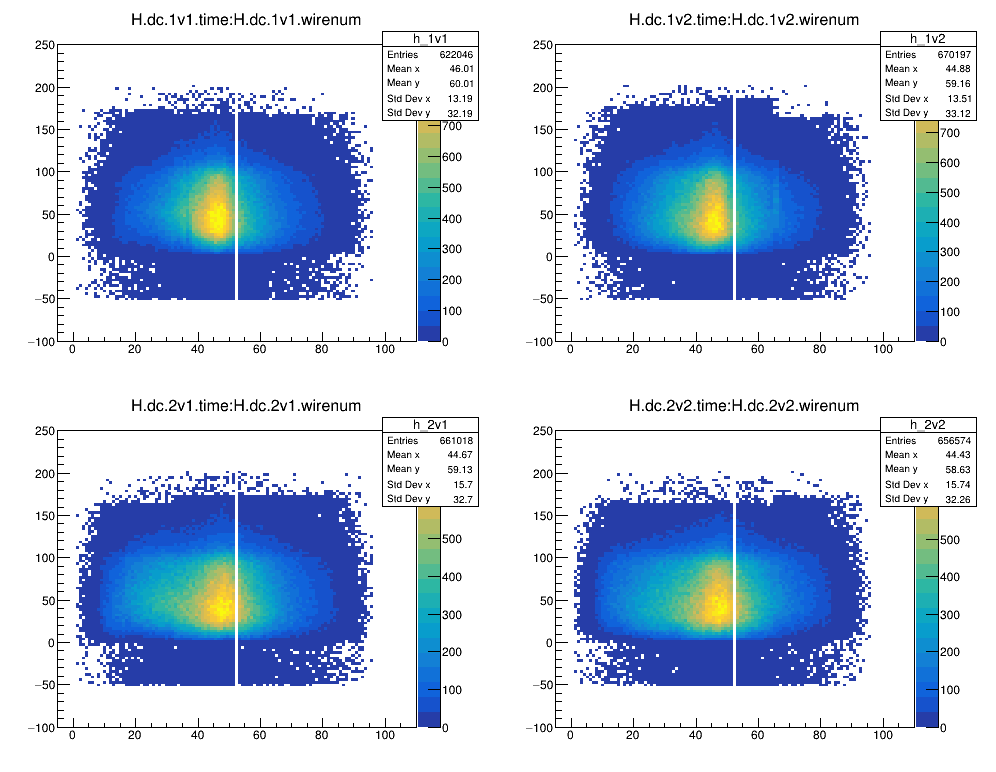 H.dc.1v1.time:H.dc.1v1.wirenum
h_1v1
Entries 622046
Mean x 46.01
Mean y 60.01
Std Dev x 13.19
Std Dev y 32.19
250
200
150
100
50
0
−50
−100
0 20 40 60 80 100
700
600
500
400
300
200
100
0
H.dc.1v2.time:H.dc.1v2.wirenum
h_1v2
Entries 670197
Mean x 44.88
Mean y 59.16
Std Dev x 13.51
Std Dev y 33.12
250
200
150
100
50
0
−50
−100
0 20 40 60 80 100
700
600
500
400
300
200
100
0
H.dc.2v1.time:H.dc.2v1.wirenum
h_2v1
Entries 661018
Mean x 44.67
Mean y 59.13
Std Dev x 15.7
Std Dev y 32.7
250
200
150
100
50
0
−50
−100
0 20 40 60 80 100
500
400
300
200
100
0
H.dc.2v2.time:H.dc.2v2.wirenum
h_2v2
Entries 656574
Mean x 44.43
Mean y 58.63
Std Dev x 15.74
Std Dev y 32.26
250
200
150
100
50
0
−50
−100
0 20 40 60 80 100
500
400
300
200
100
0